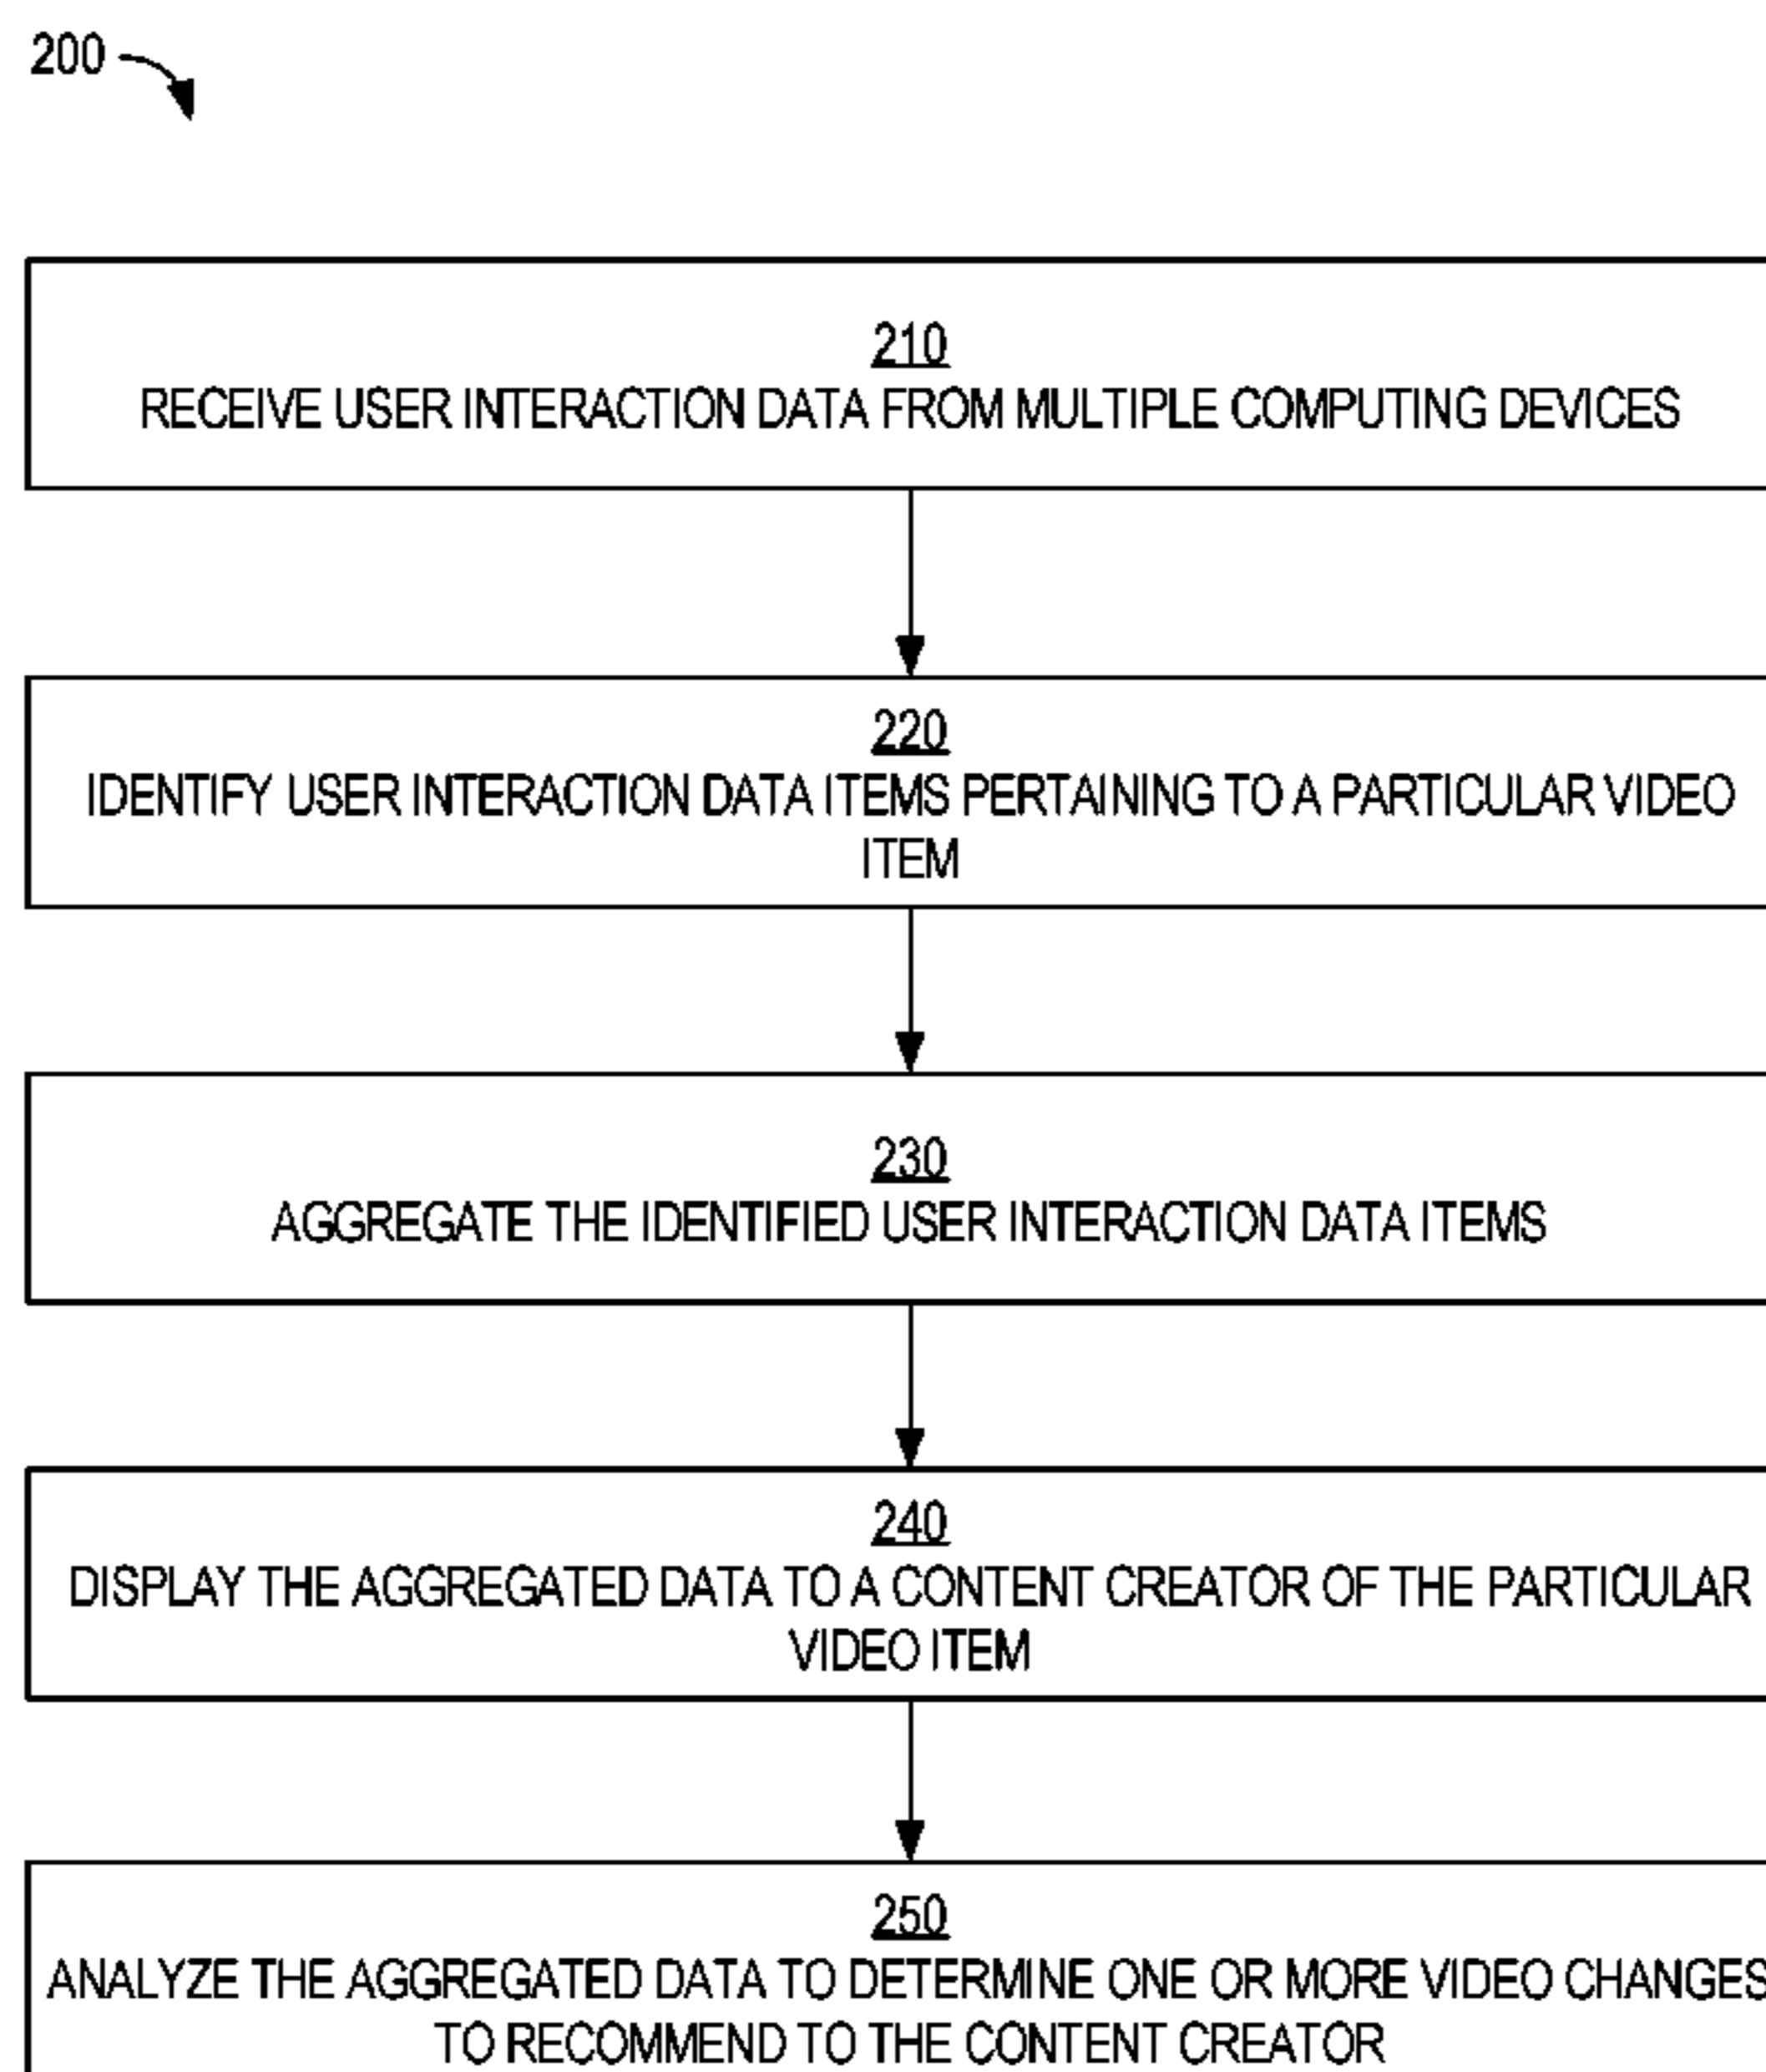 200
210
RECEIVE USER INTERACTION DATA FROM MULTIPLE COMPUTING DEVICES
220
IDENTIFY USER INTERACTION DATA ITEMS PERTAINING TO A PARTICULAR VIDEO
ITEM
230
AGGREGATE THE IDENTIFIED USER INTERACTION DATA ITEMS
240
DISPLAY THE AGGREGATED DATA TO A CONTENT CREATOR OF THE PARTICULAR
VIDEO ITEM
250
ANALYZE THE AGGREGATED DATA TO DETERMINE ONE OR MORE VIDEO CHANGES
TO RECOMMEND TO THE CONTENT CREATOR